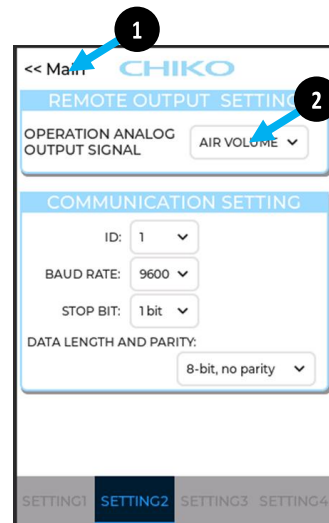 1
<< Main
CHIKO
REMOTE OUTPUT SETTING
2
OPERATION ANALOG
OUTPUT SIGNAL
AIR VOLUME
COMMUNICATION SETTING
ID: 1
BAUD RATE: 9600
STOP BIT: 1 bit
DATA LENGTH AND PARITY:
8-bit, no parity
SETTING1 SETTING2 SETTING3 SETTING4